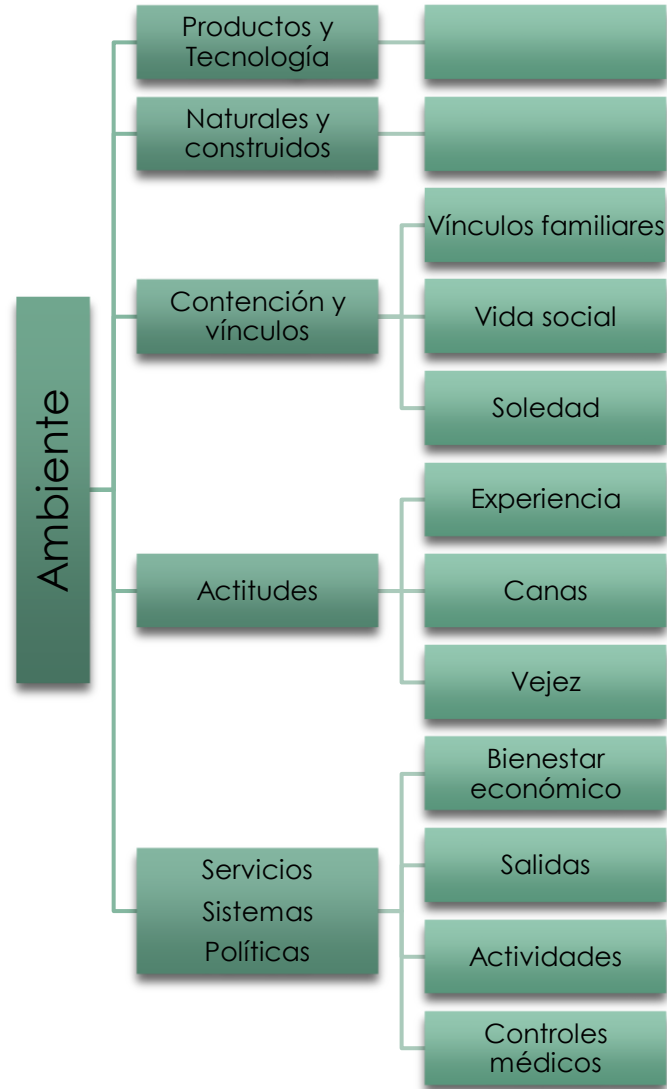 Ambiente
Productos y
Tecnología
Naturales y
construidos
Contención y
vínculos
Vínculos familiares
Vida social
Soledad
Actitudes
Experiencia
Canas
Vejez
Servicios
Sistemas
Políticas
Bienestar
económico
Salidas
Actividades
Controles
médicos